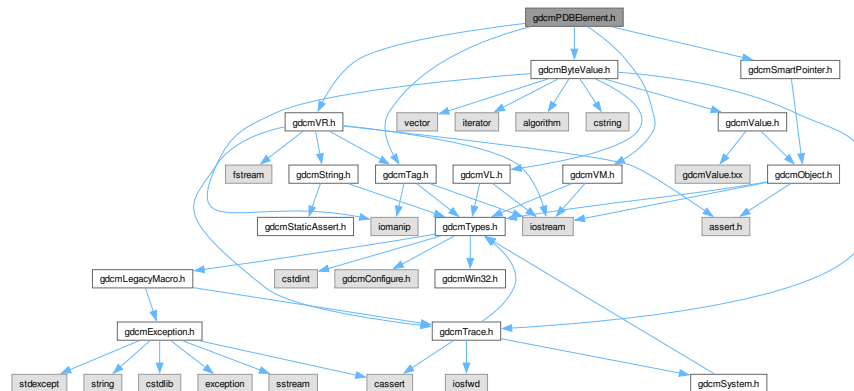 gdcmPDBElement.h
gdcmByteValue.h
gdcmSmartPointer.h
gdcmVR.h
vector
iterator
algorithm
cstring
gdcmValue.h
fstream
gdcmString.h
gdcmTag.h
gdcmVL.h
gdcmVM.h
gdcmValue.txx
gdcmObject.h
gdcmStaticAssert.h
iomanip
gdcmTypes.h
iostream
assert.h
gdcmLegacyMacro.h
cstdint
gdcmConfigure.h
gdcmWin32.h
gdcmException.h
gdcmTrace.h
stdexcept
string
cstdlib
exception
sstream
cassert
iosfwd
gdcmSystem.h